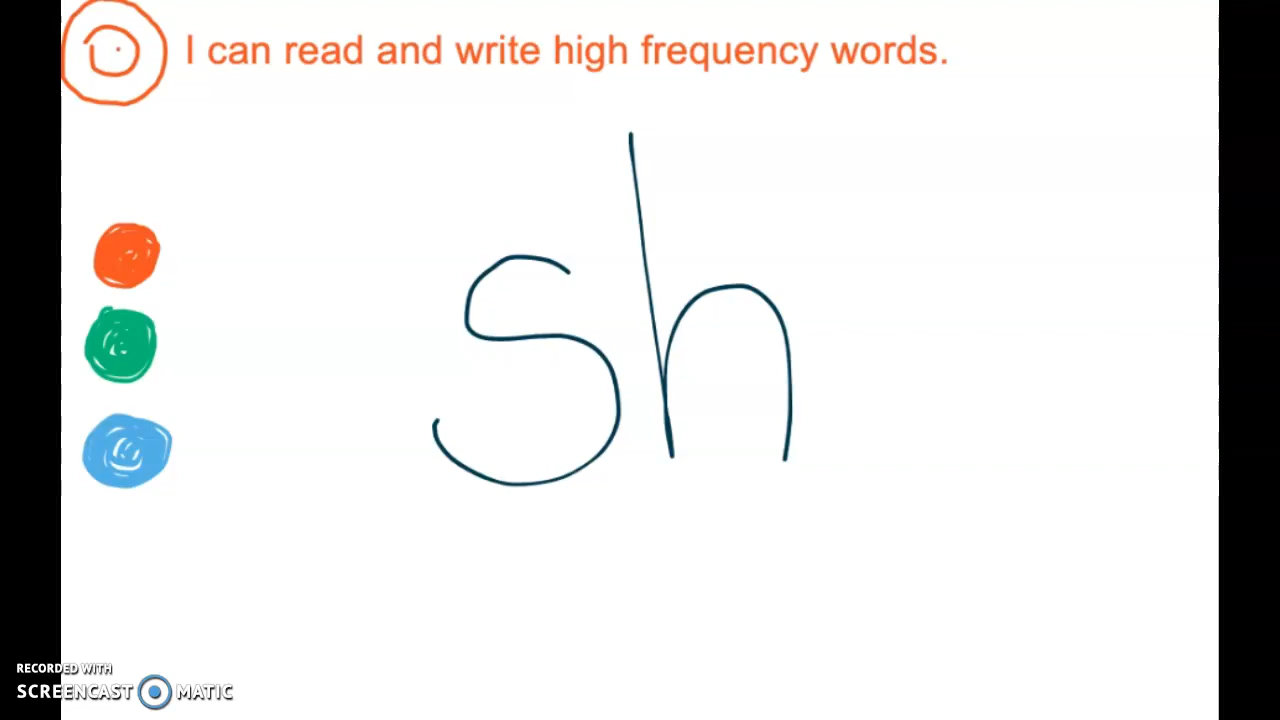 I can read and write high frequency words.
sh
RECORDED WITH
SCREENCAST MATIC